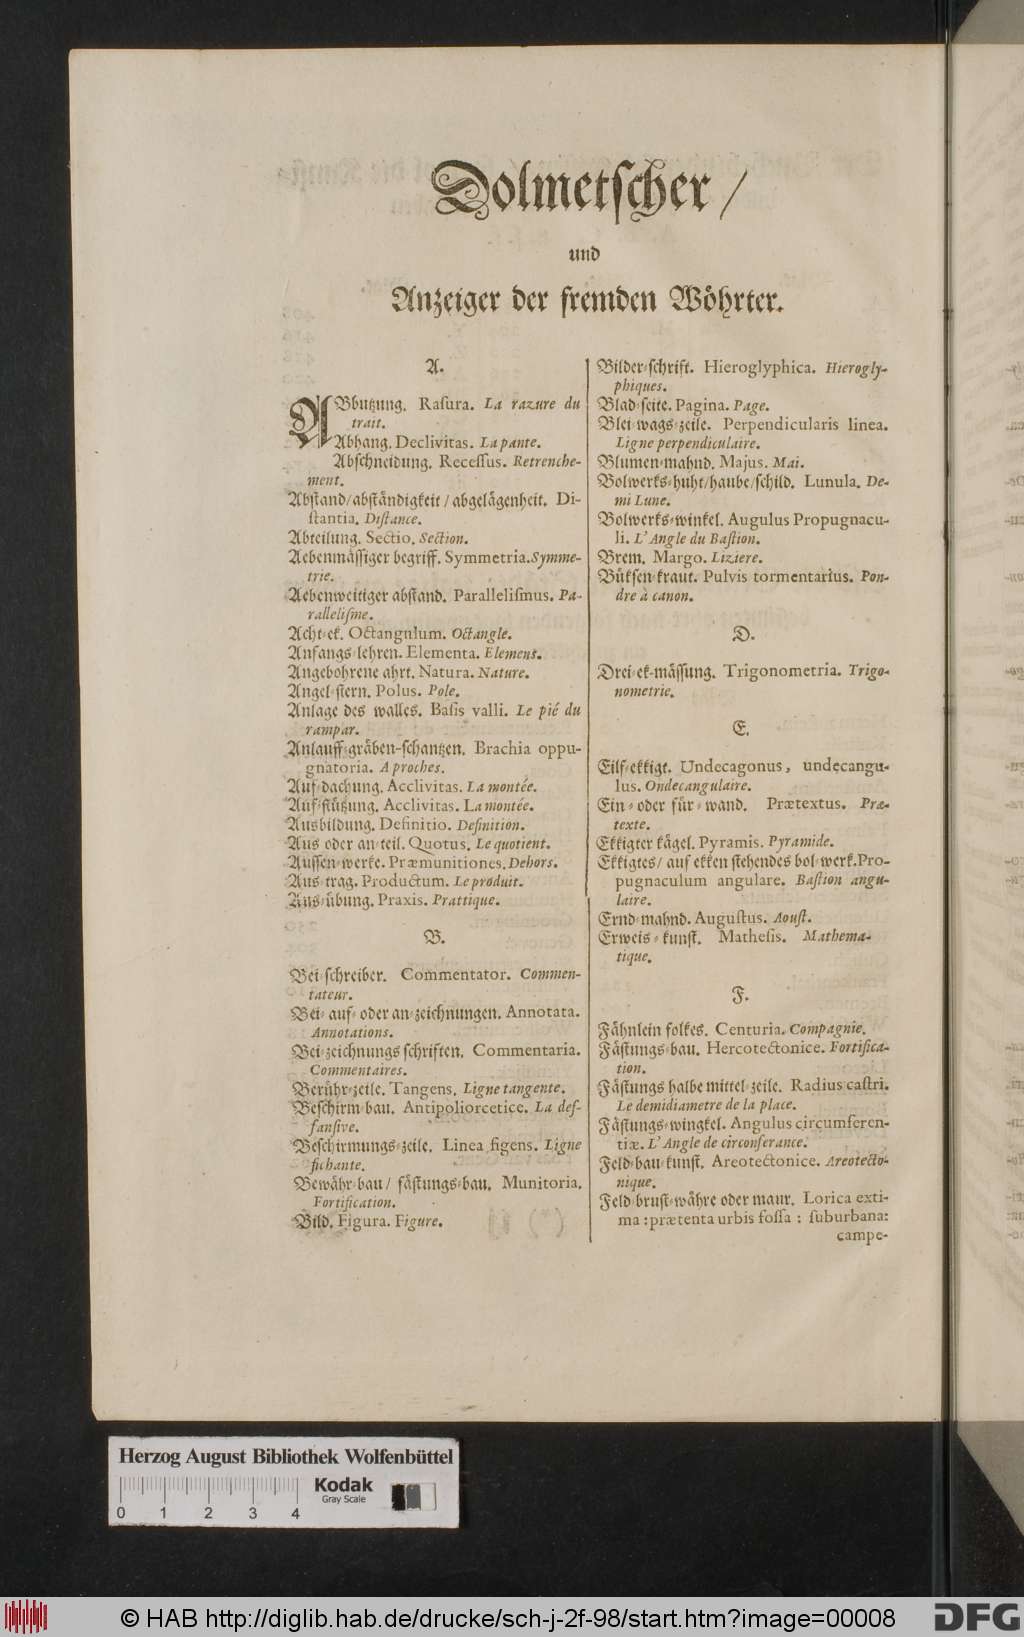 Dolmetscher /
und
Anzeiger der fremden Wöhrter.
A.
ABbutzung. Raſura. La razure du
trait.
Abhang. Declivitas. La pante.
Abſchneidung. Receſſus. Retrenche-
ment.
Abſtand/abſtändigkeit / abgelägenheit. Di-
ſtantia. Diſtance.
Abteilung. Sectio. Section.
Aebenmäſſiger begriff. Symmetria. Symme-
trie.
Aebenweitiger abſtand. Paralleliſmus. Pa-
ralleliſme.
Acht-ek. Octangnlum. Octangle.
Anfangs-lehren. Elementa. Elemens.
Angebohrene ahrt. Natura. Nature.
Angel-ſtern. Polus. Pole.
Anlage des walles. Baſis valli. Le pié du
rampar.
Anlauff-gräben-ſchantzen. Brachia oppu-
gnatoria. Aproches.
Auf-dachung. Acclivitas. La montée.
Auf-ſtützung. Acclivitas. La montée.
Ausbildung. Definitio. Definition.
Aus oder an-teil. Quotus. Le quotient.
Auſſen-werke. Præmunitiones. Dehors.
Aus-trag. Productum. Le produit.
Aus-übung. Praxis. Prattique.
B.
Bei-ſchreiber. Commentator. Commen-
tateur.
Bei- auf- oder an-zeichnungen. Annotata.
Annotations.
Bei-zeichnungs ſchriften. Commentaria.
Commentaires.
Berühr-zeile. Tangens. Ligne tangente.
Beſchirm-bau. Antipoliorcetice. La def-
fanſive.
Beſchirmungs-zeile. Linea figens. Ligne
fichante.
Bewähr-bau / fäſtungs-bau. Munitoria.
Fortification.
Bild. Figura. Figure.
Bilder-ſchrift. Hieroglyphica. Hierogly-
phiques.
Blad-ſeite. Pagina. Page.
Blei-wags-zeile. Perpendicularis linea.
Ligne perpendiculaire.
Blumen-mahnd. Majus. Mai.
Bolwerks-huht/haube/ſchild. Lunula. De-
mi Lune.
Bolwerks-winkel. Augulus Propugnacu-
li. L'Angle du Baſtion.
Brem. Margo. Liziere.
Büksen-kraut. Pulvis tormentarius. Pon-
dre à canon.
D.
Drei-ek-mäſſung. Trigonometria. Trigo-
nometrie.
E.
Eilf-ekkigt. Undecagonus, undecangu-
lus. Ondecangulaire.
Ein- oder für-wand. Prætextus. Præ-
texte.
Ekkigter kägel. Pyramis. Pyramide.
Ekkigtes/ auf ekken ſtehendes bol-werk. Pro-
pugnaculum angulare. Baſtion angu-
laire.
Ernd-mahnd. Auguſtus. Aouſt.
Erweis-kunſt. Matheſis. Mathema-
tique.
F.
Fähnlein folkes. Centuria. Compagnie.
Fäſtungs-bau. Hercotectonice. Fortifica-
tion.
Fäſtungs halbe mittel-zeile. Radius caſtri.
Le demidiametre de la place.
Fäſtungs-wingkel. Angulus circumferen-
tiæ. L'Angle de circonferance.
Feld-bau-kunſt. Areotectonice. Areotecto-
nique.
Feld-bruſt-währe oder maur. Lorica exti-
ma: prætenta urbis foſſa: ſuburbana:
campe-
Herzog August Bibliothek Wolfenbüttel
Kodak
Gray Scale
0 1 2 3 4
© HAB http://diglib.hab.de/drucke/sch-j-2f-98/start.htm?image=00008
DFG